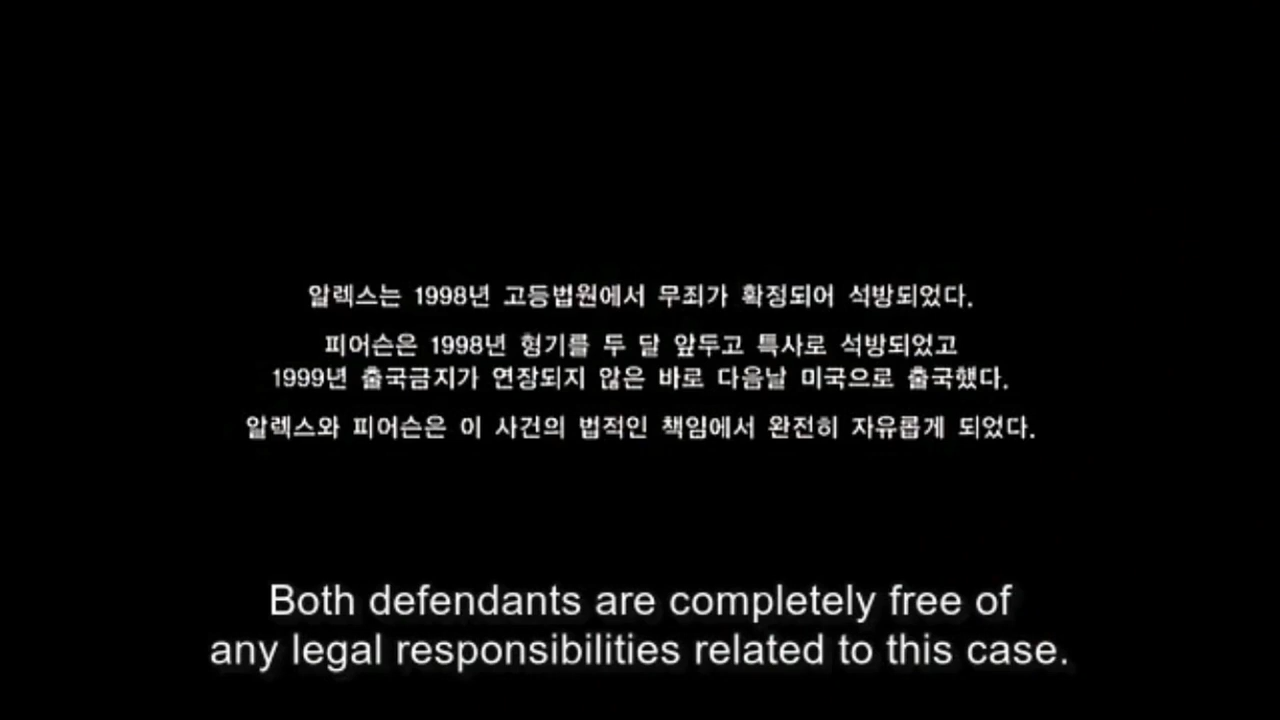 알렉스는 1998년 고등법원에서 무죄가 확정되어 석방되었다.
피어슨은 1998년 형기를 두 달 앞두고 특사로 석방되었고
1999년 출국금지가 연장되지 않은 바로 다음날 미국으로 출국했다.
알렉스와 피어슨은 이 사건의 법적인 책임에서 완전히 자유롭게 되었다.
Both defendants are completely free of
any legal responsibilities related to this case.